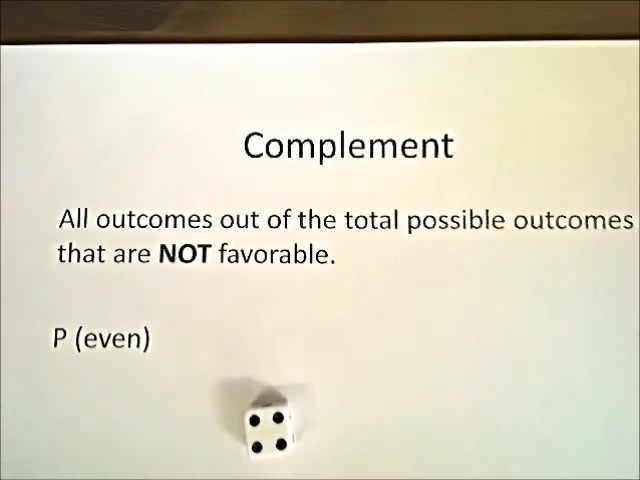 Complement
All outcomes out of the total possible outcomes
that are NOT favorable.
P (even)